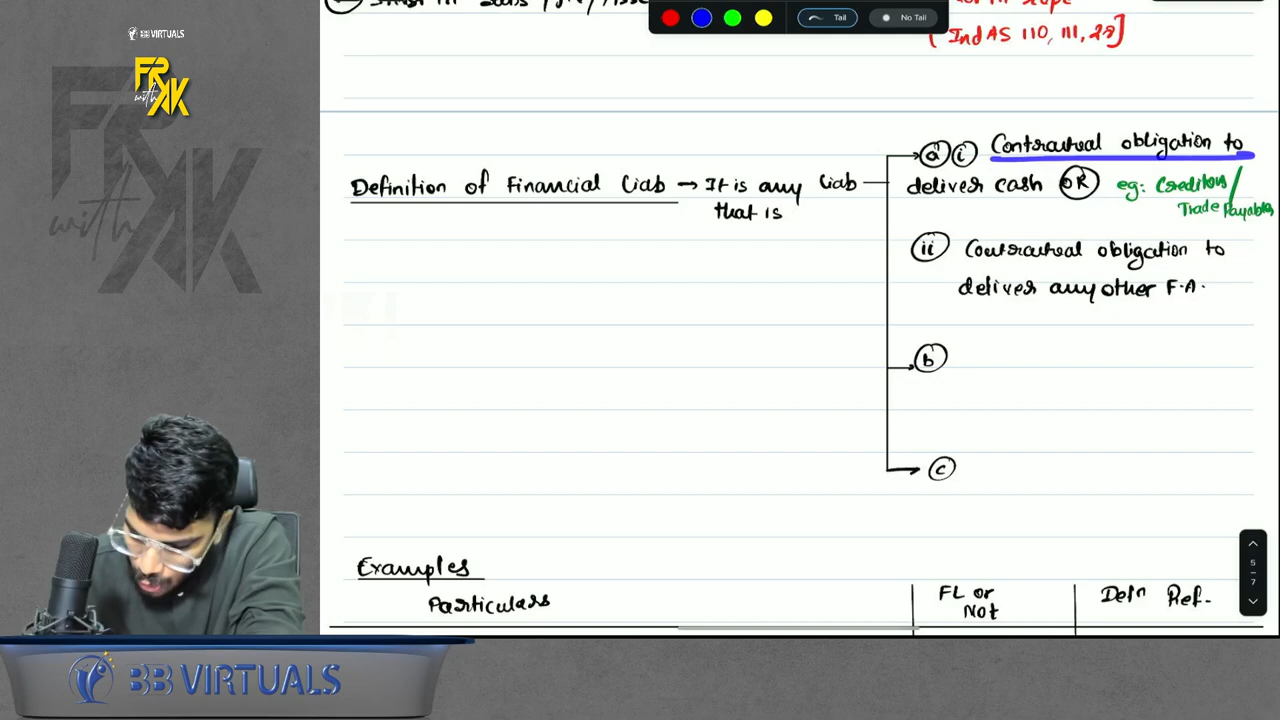 BB VIRTUALS
FR
with
AK
Tail
No Tail
( Ind AS 110, 111, 28]
Definition of Financial Liab → It is any Liab
that is
a i Contractual obligation to
deliver cash OR eg: Creditors/
Trade Payables
ii Contractual obligation to
deliver any other F.A.
b
c
Examples
Particulars
FL or
Not
Defn Ref-
5
7
BB VIRTUALS